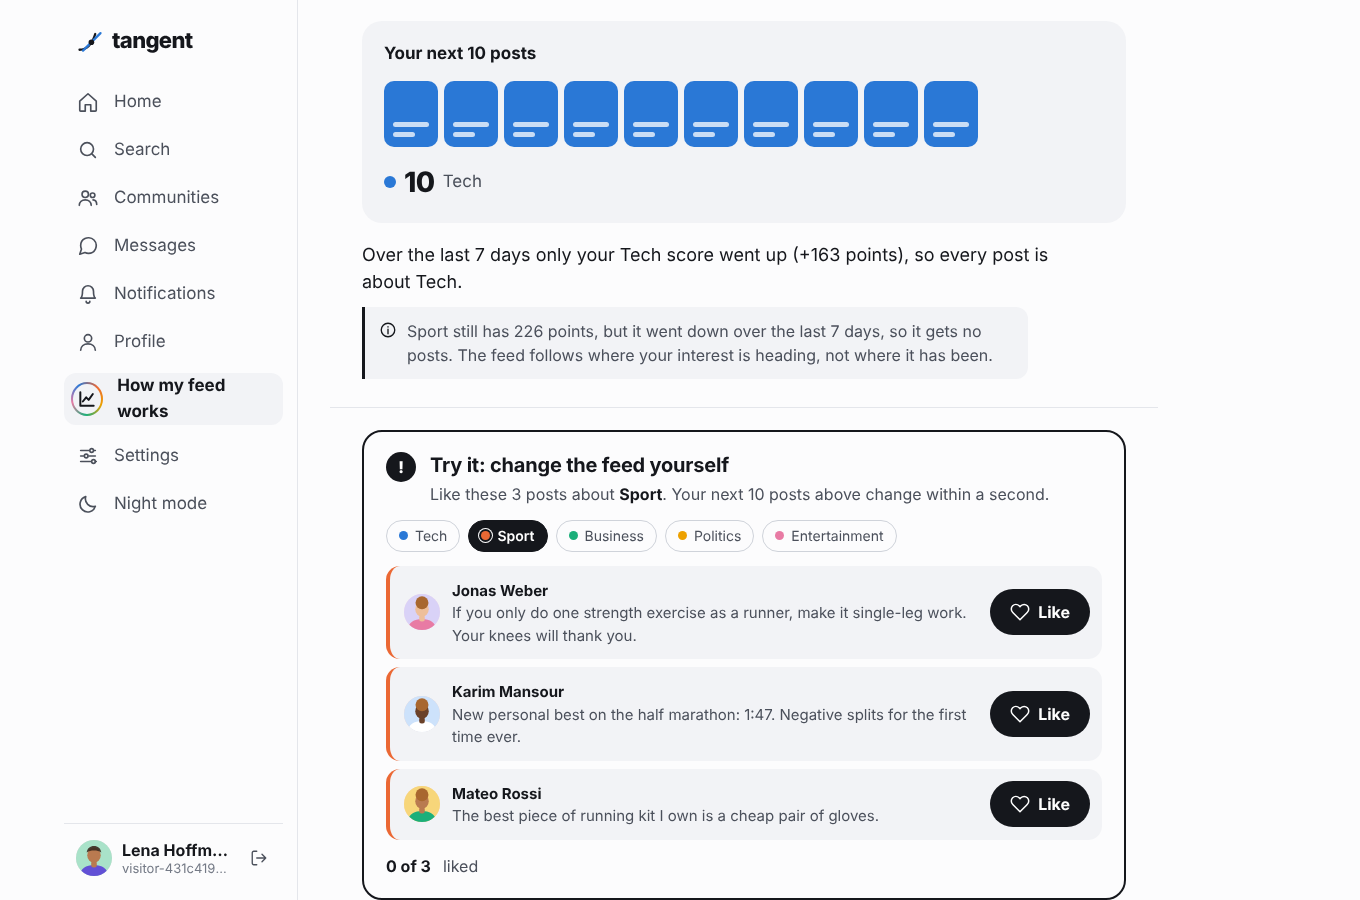 tangent
Home
Search
Communities
Messages
Notifications
Profile
How my feed
works
Settings
Night mode
Lena Hoffm...
visitor-431c419...
Your next 10 posts
10 Tech
Over the last 7 days only your Tech score went up (+163 points), so every post is
about Tech.
Sport still has 226 points, but it went down over the last 7 days, so it gets no
posts. The feed follows where your interest is heading, not where it has been.
! Try it: change the feed yourself
Like these 3 posts about Sport. Your next 10 posts above change within a second.
Tech Sport Business Politics Entertainment
Jonas Weber
If you only do one strength exercise as a runner, make it single-leg work.
Your knees will thank you.
Like
Karim Mansour
New personal best on the half marathon: 1:47. Negative splits for the first
time ever.
Like
Mateo Rossi
The best piece of running kit I own is a cheap pair of gloves.
Like
0 of 3 liked